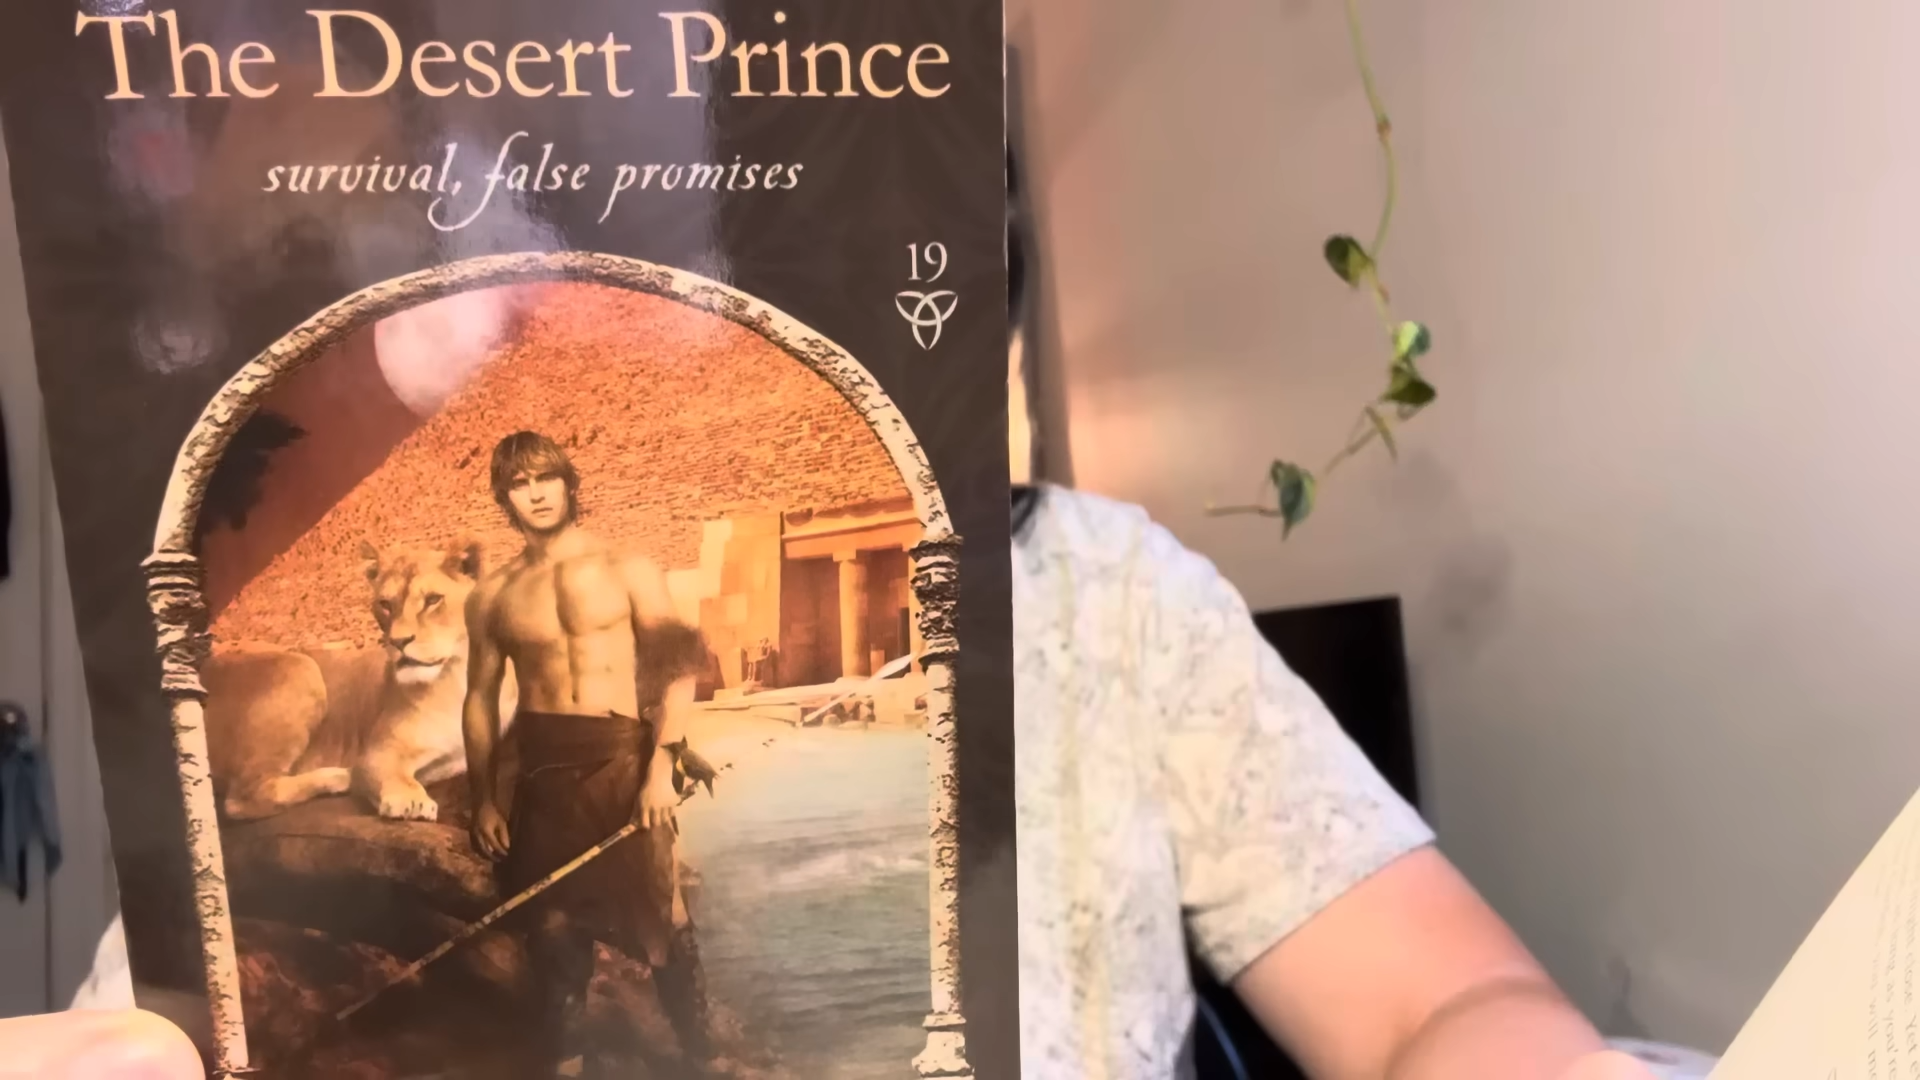 The Desert Prince
survival, false promises
19